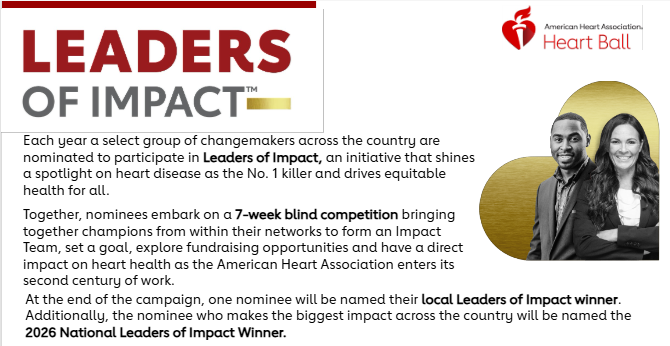 LEADERS
OF IMPACT™
American Heart Association.
Heart Ball
Each year a select group of changemakers across the country are
nominated to participate in Leaders of Impact, an initiative that shines
a spotlight on heart disease as the No. 1 killer and drives equitable
health for all.
Together, nominees embark on a 7-week blind competition bringing
together champions from within their networks to form an Impact
Team, set a goal, explore fundraising opportunities and have a direct
impact on heart health as the American Heart Association enters its
second century of work.
At the end of the campaign, one nominee will be named their local Leaders of Impact winner.
Additionally, the nominee who makes the biggest impact across the country will be named the
2026 National Leaders of Impact Winner.